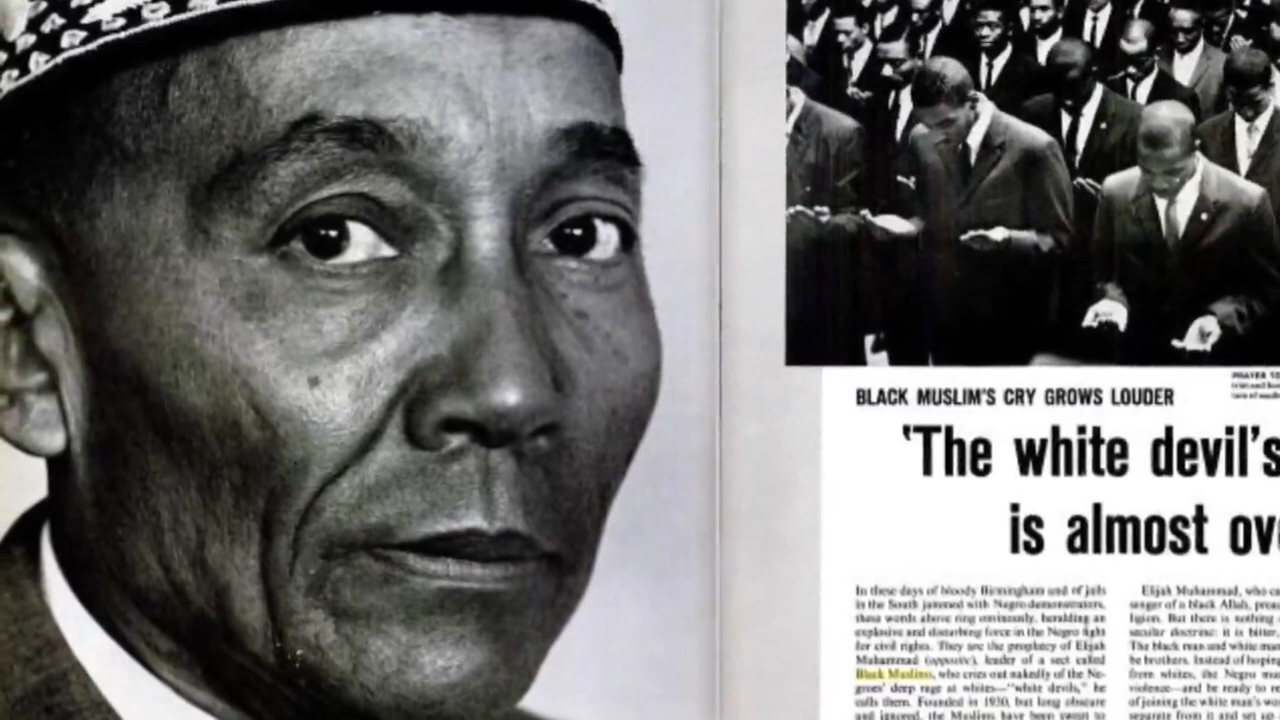 BLACK MUSLIM'S CRY GROWS LOUDER
'The white devil's
is almost ov
In these days of bloody Birmingham and of jails
in the South jammed with Negro demonstrators,
these words above ring ominously, heralding an
explosive and disturbing force in the Negro fight
for civil rights. They are the prophecy of Elijah
Muhammad (opposite), leader of a sect called
Black Muslims, who cries out nakedly of the Ne-
groes' deep rage at whites—"white devils," he
calls them. Founded in 1930, but long obscure
and ignored, the Muslims have been swept to
Elijah Muhammad, who ca
senger of a black Allah, prea
ligion. But there is nothing
secular doctrine: it is bitter
The black man and white man
be brothers. Instead of hoping
from whites, the Negro mu
violence—and be ready to re
of joining the white man's wo
separate from it and set up